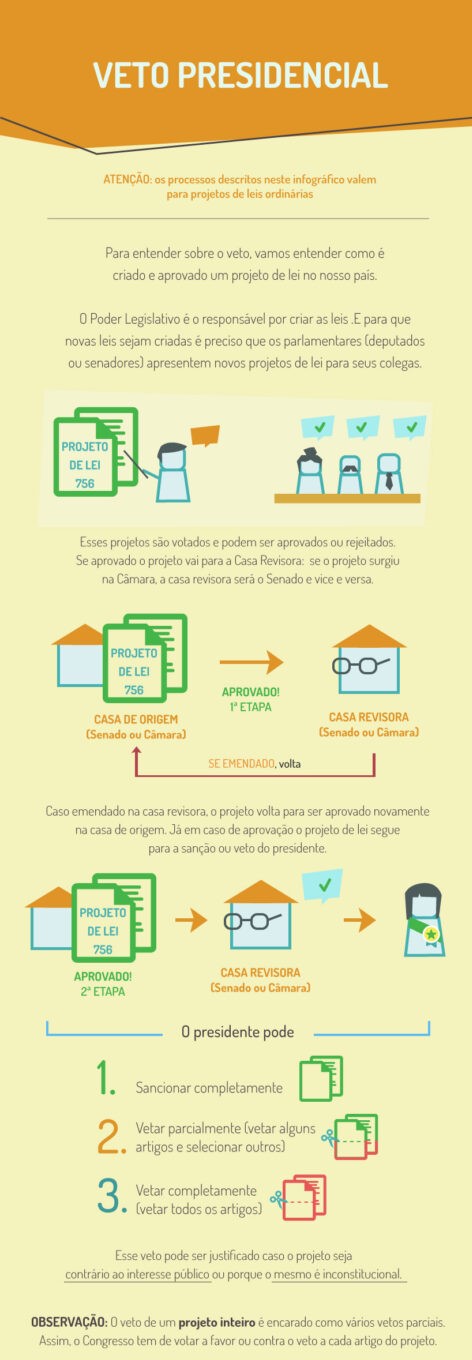 VETO PRESIDENCIAL
ATENÇÃO: os processos descritos neste infográfico valem
para projetos de leis ordinárias
Para entender sobre o veto, vamos entender como é
criado e aprovado um projeto de lei no nosso país.
O Poder Legislativo é o responsável por criar as leis .E para que
novas leis sejam criadas é preciso que os parlamentares (deputados
ou senadores) apresentem novos projetos de lei para seus colegas.
PROJETO
DE LEI
756
Esses projetos são votados e podem ser aprovados ou rejeitados.
Se aprovado o projeto vai para a Casa Revisora: se o projeto surgiu
na Câmara, a casa revisora será o Senado e vice e versa.
PROJETO
DE LEI
756
CASA DE ORIGEM
(Senado ou Câmara)
APROVADO!
1ª ETAPA
CASA REVISORA
(Senado ou Câmara)
SE EMENDADO, volta
Caso emendado na casa revisora, o projeto volta para ser aprovado novamente
na casa de origem. Já em caso de aprovação o projeto de lei segue
para a sanção ou veto do presidente.
PROJETO
DE LEI
756
APROVADO!
2ª ETAPA
CASA REVISORA
(Senado ou Câmara)
O presidente pode
1. Sancionar completamente
2. Vetar parcialmente (vetar alguns
artigos e selecionar outros)
3. Vetar completamente
(vetar todos os artigos)
Esse veto pode ser justificado caso o projeto seja
contrário ao interesse público ou porque o mesmo é inconstitucional.
OBSERVAÇÃO: O veto de um projeto inteiro é encarado como vários vetos parciais.
Assim, o Congresso tem de votar a favor ou contra o veto a cada artigo do projeto.